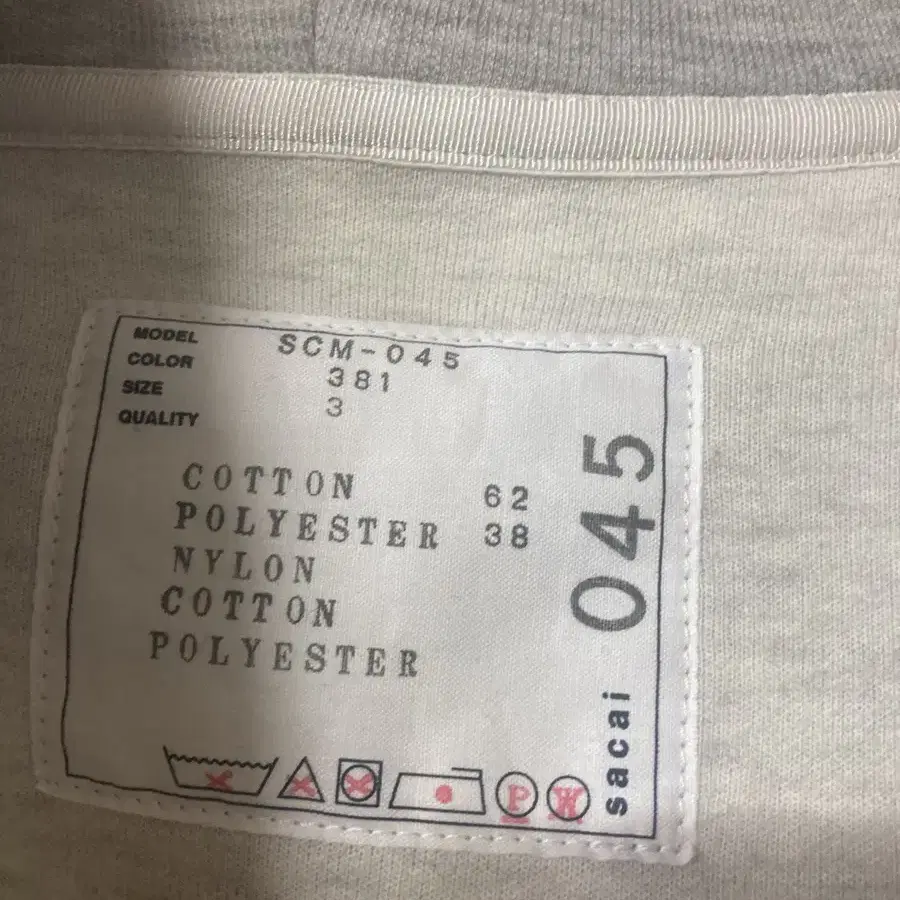 MODEL SCM-045
COLOR 381
SIZE 3
QUALITY
COTTON 62
POLYESTER 38
NYLON
COTTON
POLYESTER
P W
sacai 045